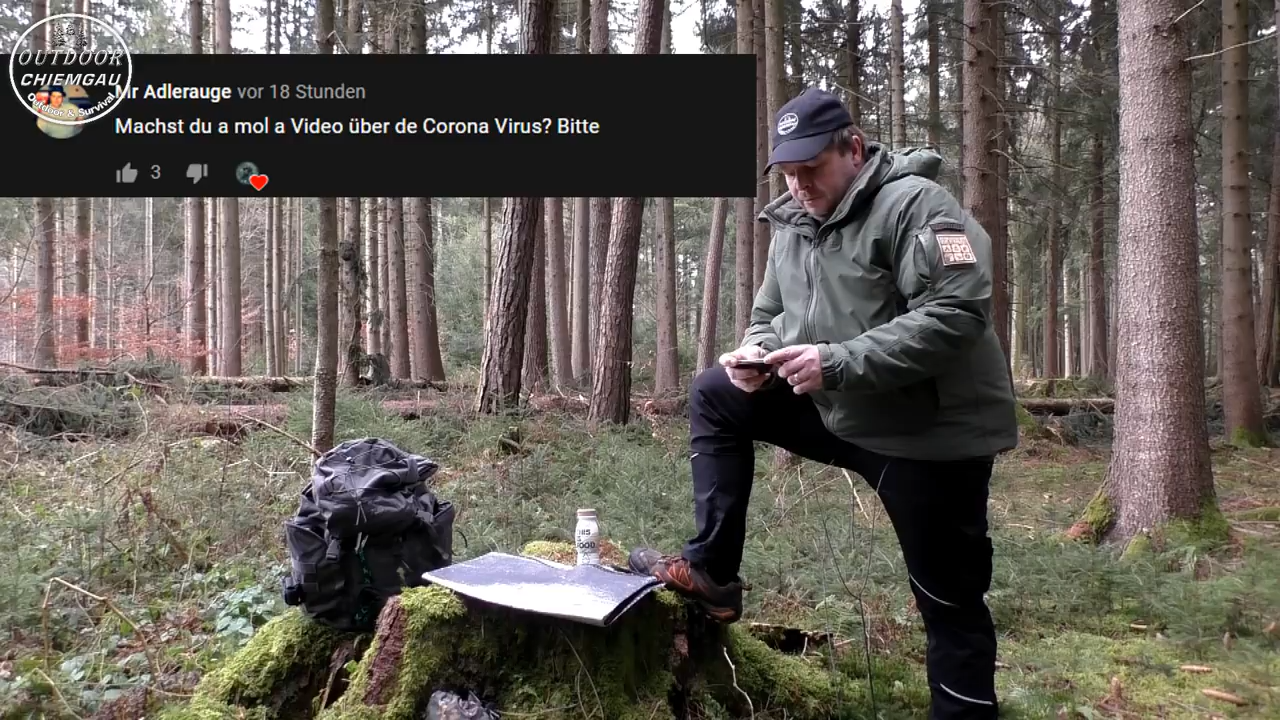 OUTDOOR
CHIEMGAU
Outdoor & Survival
Mr Adlerauge vor 18 Stunden
Machst du a mol a Video über de Corona Virus? Bitte
3